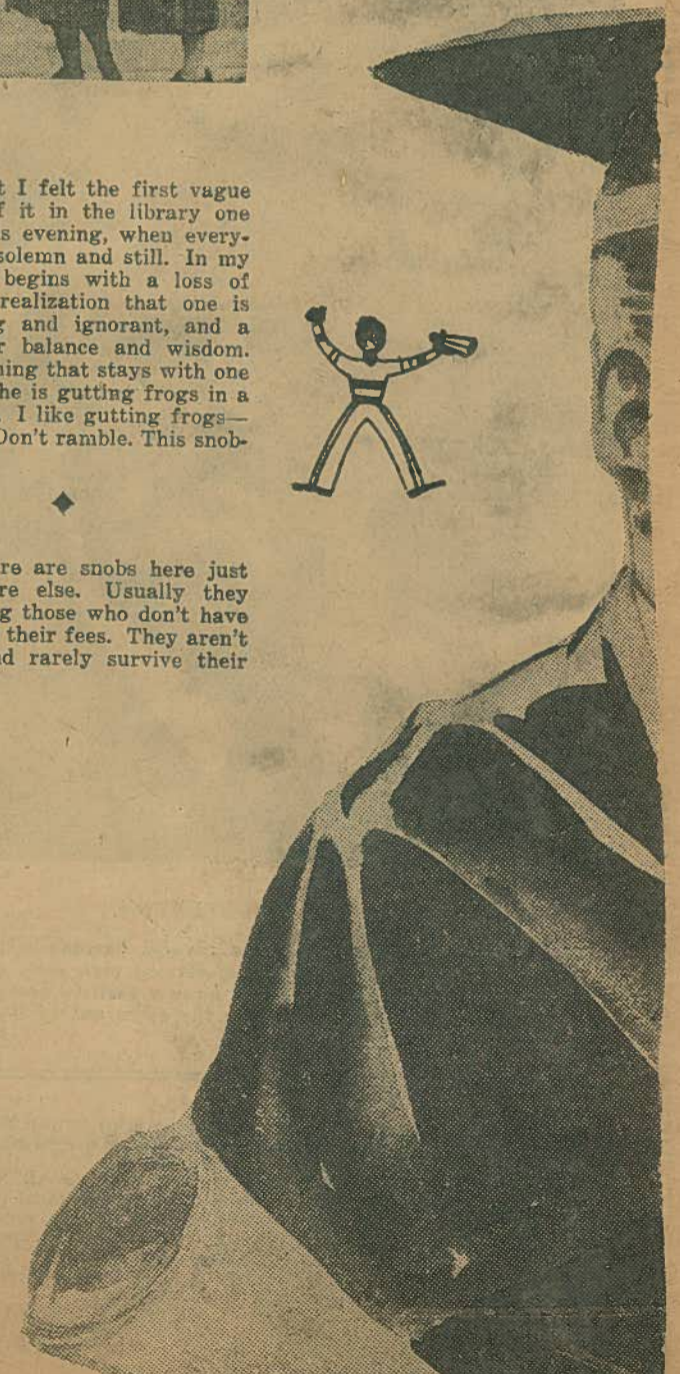 t I felt the first vague
f it in the library one
s evening, when every-
solemn and still. In my
begins with a loss of
realization that one is
g and ignorant, and a
r balance and wisdom.
ning that stays with one
he is gutting frogs in a
. I like gutting frogs—
Don't ramble. This snob-
re are snobs here just
re else. Usually they
g those who don't have
their fees. They aren't
nd rarely survive their